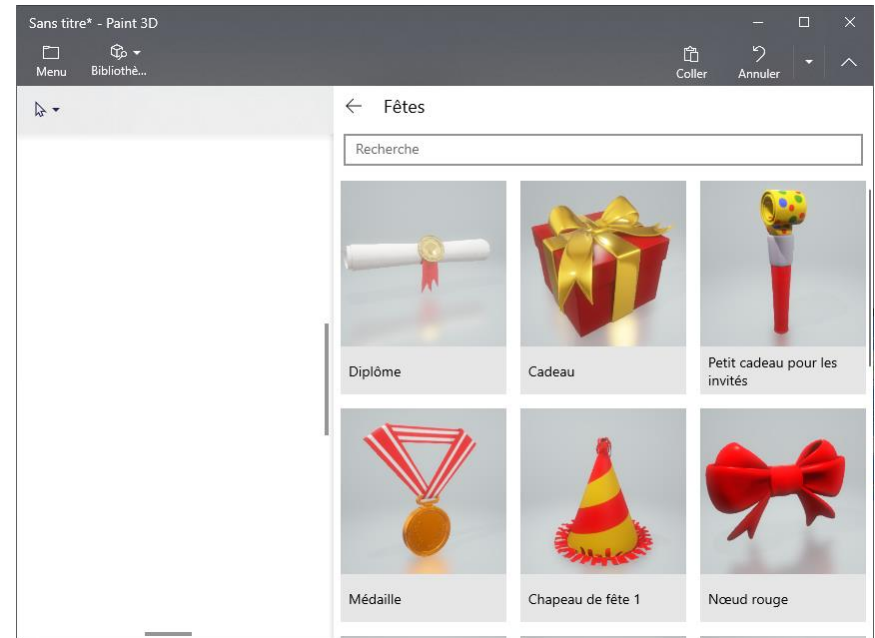 Sans titre* - Paint 3D
Menu
Bibliothè...
Coller
Annuler
Fêtes
Recherche
Diplôme
Cadeau
Petit cadeau pour les
invités
Médaille
Chapeau de fête 1
Nœud rouge